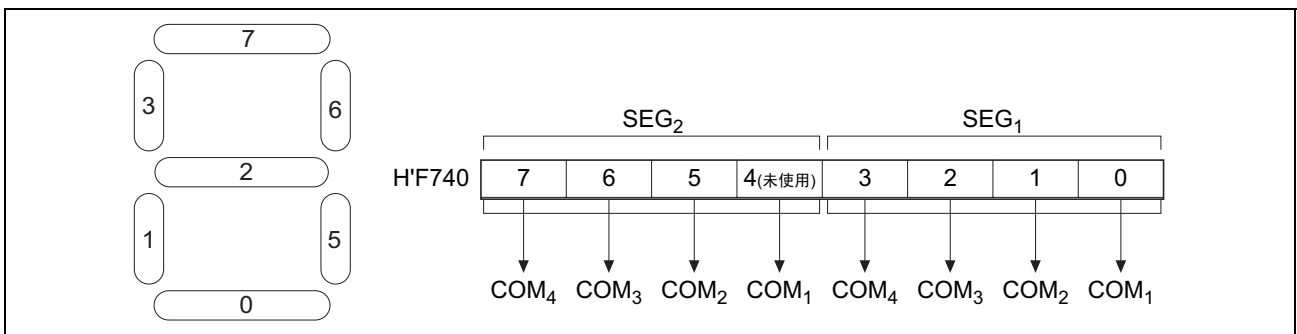 7
3 6
SEG₂ SEG₁
2
H'F740 7 6 5 4(未使用) 3 2 1 0
1 5
COM₄ COM₃ COM₂ COM₁ COM₄ COM₃ COM₂ COM₁
0